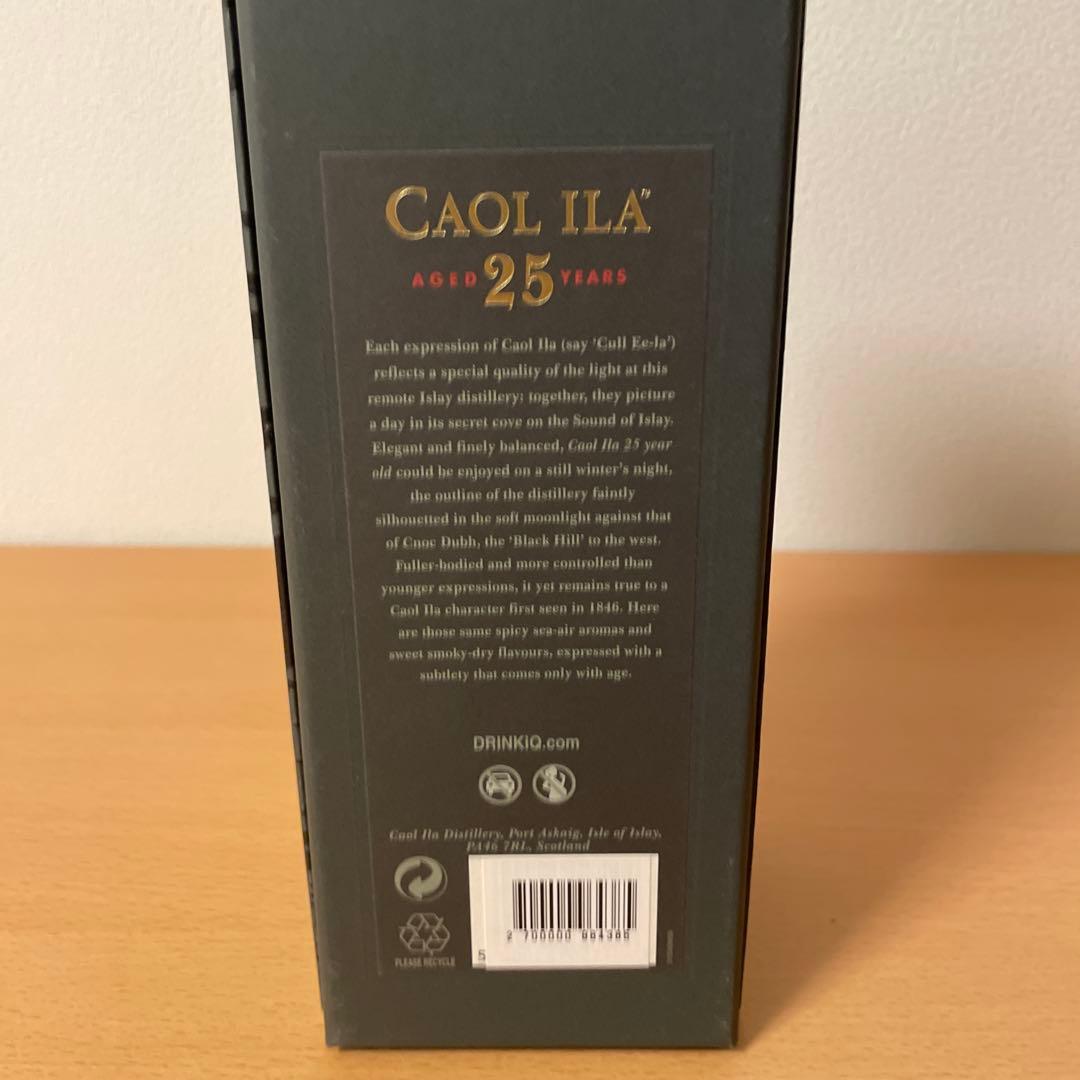 CAOL ILA™
AGED 25 YEARS
Each expression of Caol Ila (say 'Cull Ee-la')
reflects a special quality of the light at this
remote Islay distillery: together, they picture
a day in its secret cove on the Sound of Islay.
Elegant and finely balanced, Caol Ila 25 year
old could be enjoyed on a still winter's night,
the outline of the distillery faintly
silhouetted in the soft moonlight against that
of Cnoc Dubh, the 'Black Hill' to the west.
Fuller-bodied and more controlled than
younger expressions, it yet remains true to a
Caol Ila character first seen in 1846. Here
are those same spicy sea-air aromas and
sweet smoky-dry flavours, expressed with a
subtlety that comes only with age.
DRINKiQ.com
Caol Ila Distillery, Port Askaig, Isle of Islay,
PA46 7RL, Scotland
PLEASE RECYCLE
5
2 700000